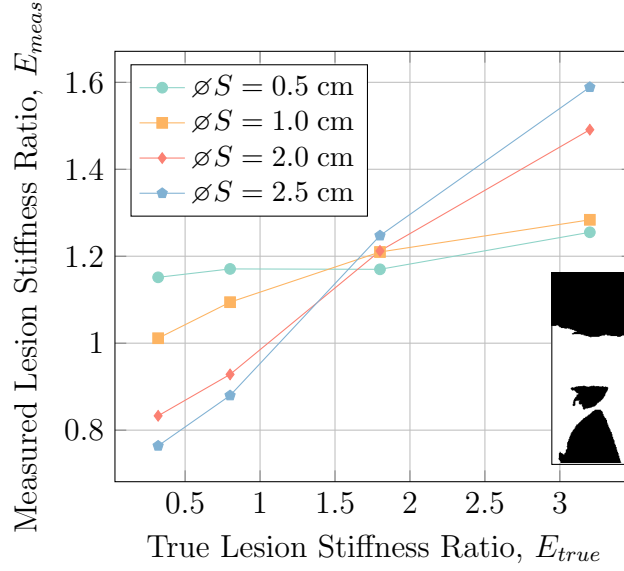 Measured Lesion Stiffness Ratio, E_meas
1.6
1.4
1.2
1
0.8
⌀S = 0.5 cm
⌀S = 1.0 cm
⌀S = 2.0 cm
⌀S = 2.5 cm
0.5 1 1.5 2 2.5 3
True Lesion Stiffness Ratio, E_true